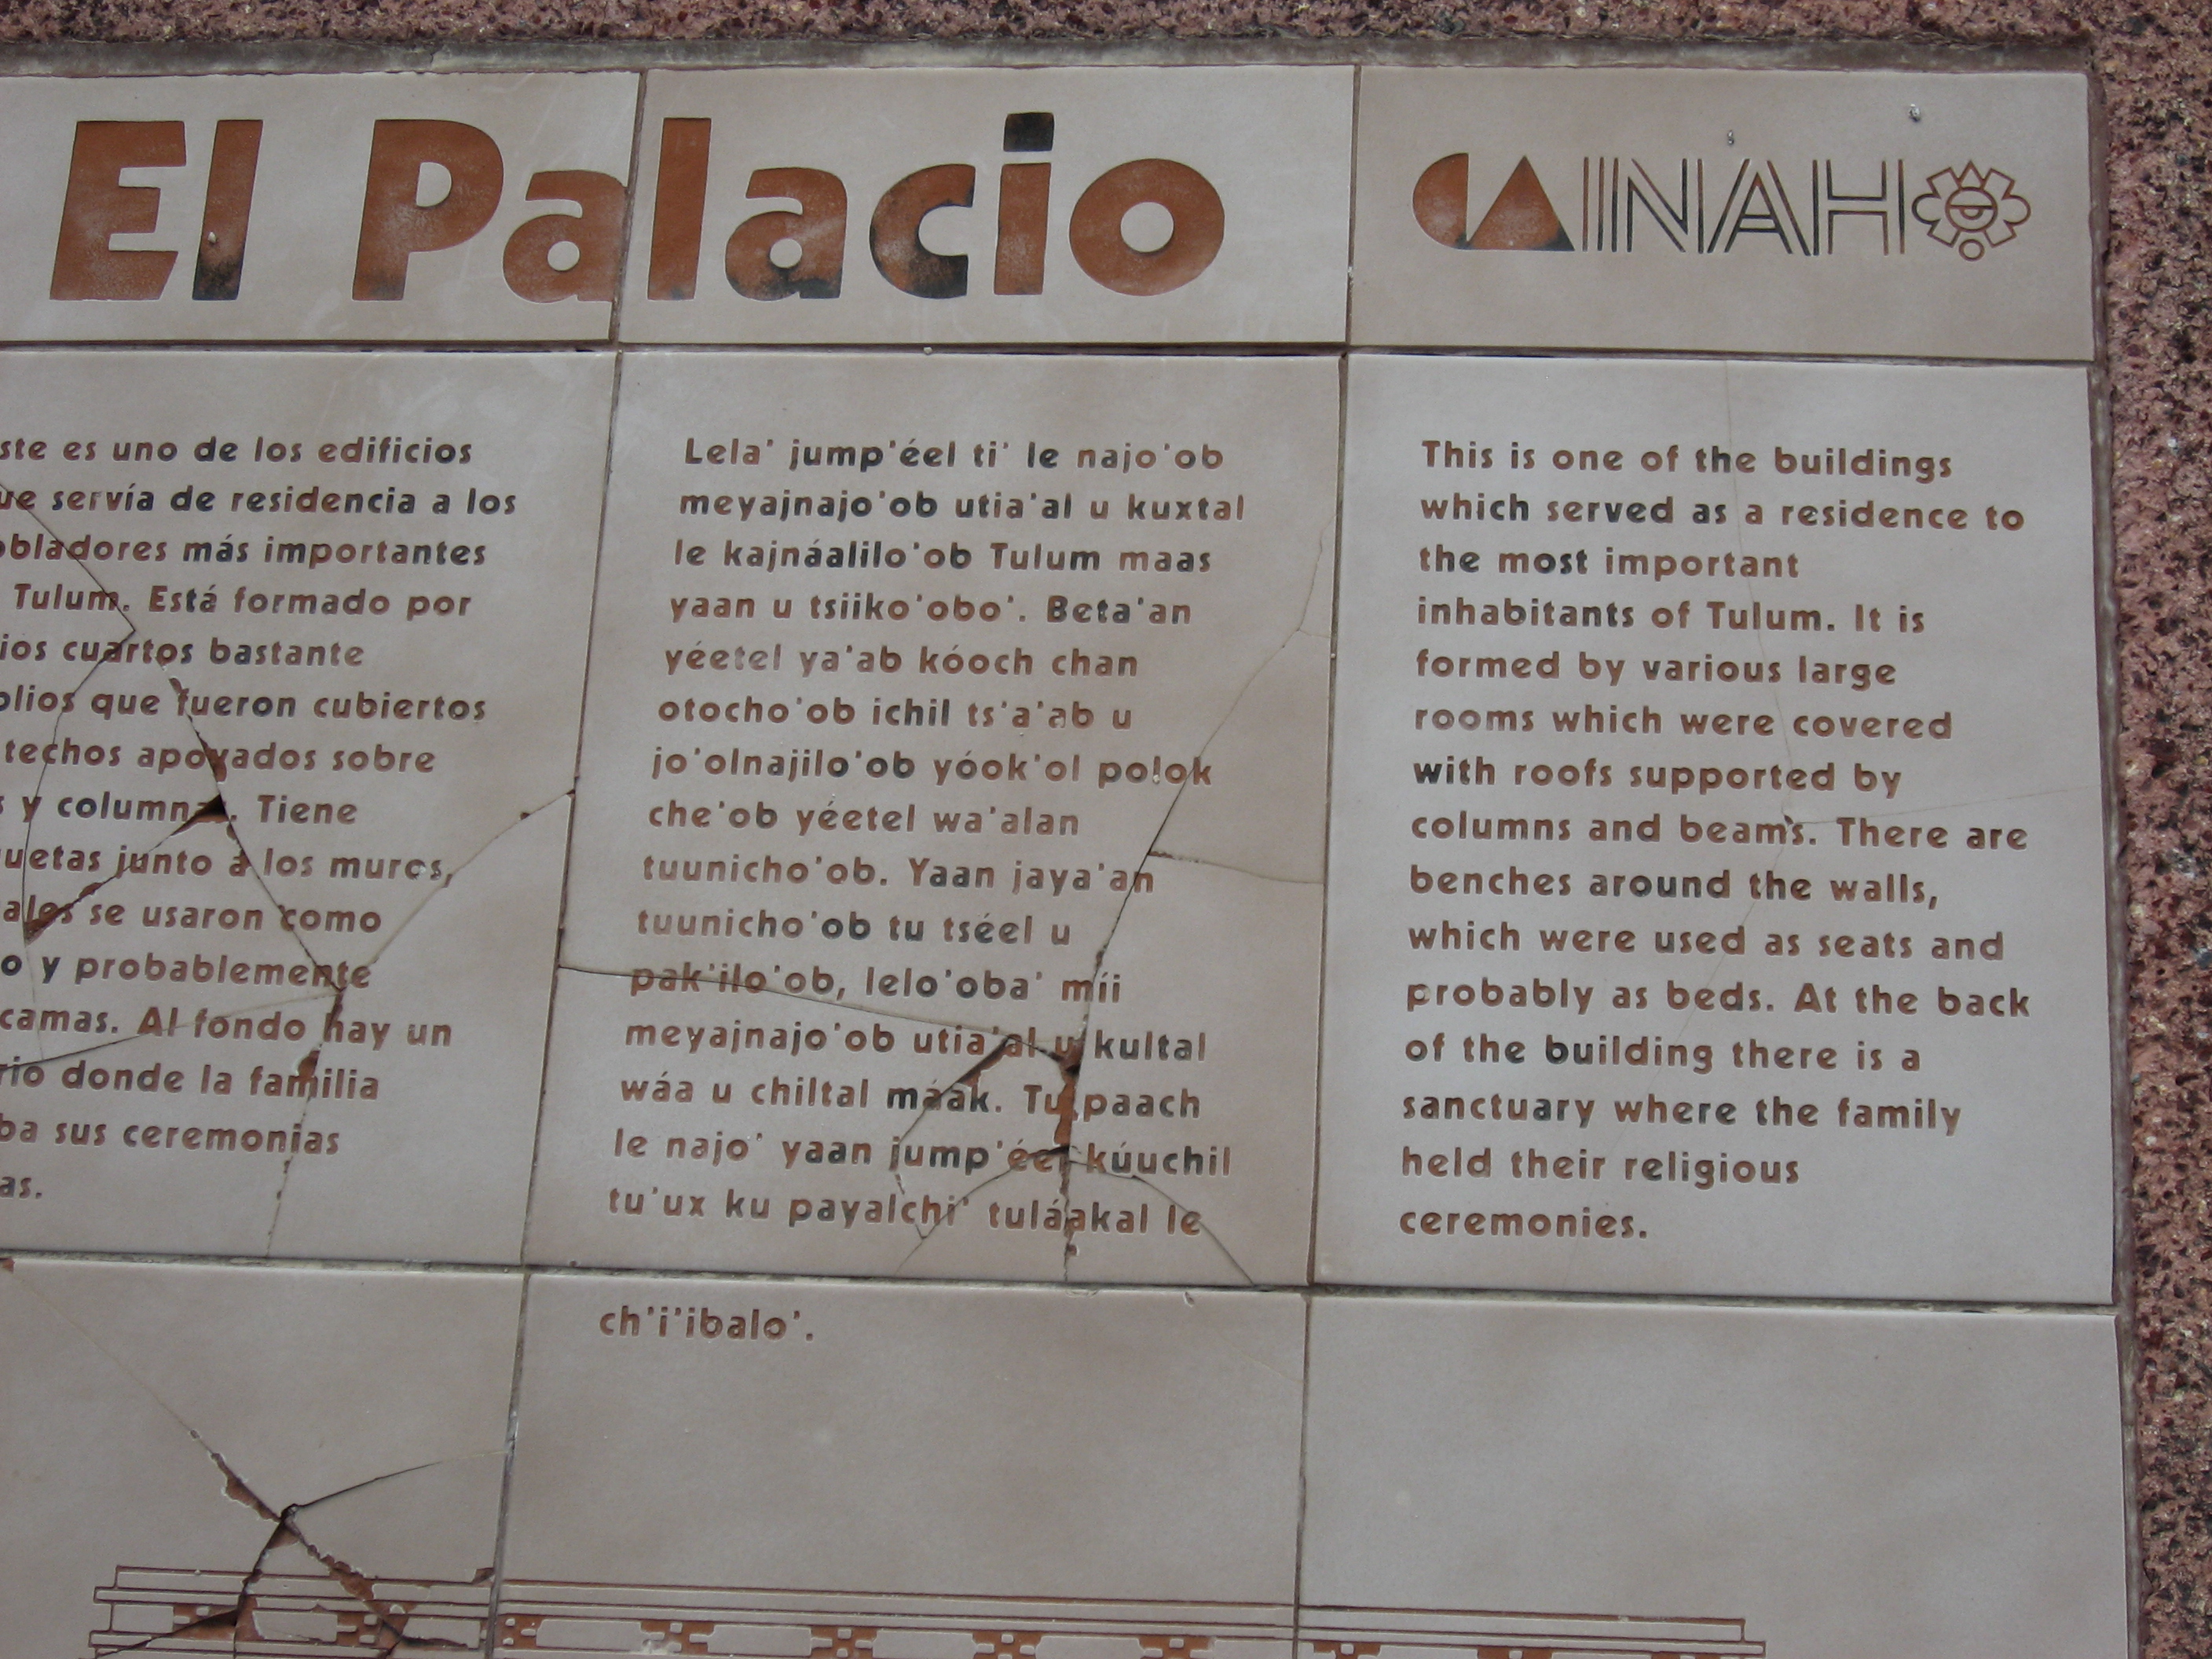 El Palacio
INAH
ste es uno de los edificios
ue servía de residencia a los
obladores más importantes
Tulum. Está formado por
ios cuartos bastante
plios que fueron cubiertos
techos apoyados sobre
s y columnas. Tiene
uetas junto a los muros,
ales se usaron como
o y probablemente
camas. Al fondo hay un
rio donde la familia
ba sus ceremonias
as.
Lela' jump'éel ti' le najo'ob
meyajnajo'ob utia'al u kuxtal
le kajnáalilo'ob Tulum maas
yaan u tsiiko'obo'. Beta'an
yéetel ya'ab kóoch chan
otocho'ob ichil ts'a'ab u
jo'olnajilo'ob yóok'ol polok
che'ob yéetel wa'alan
tuunicho'ob. Yaan jaya'an
tuunicho'ob tu tséel u
pak'ilo'ob, lelo'oba' míi
meyajnajo'ob utia'al u kultal
wáa u chiltal máak. Tu paach
le najo' yaan jump'éel kúuchil
tu'ux ku payalchi' tuláakal le
ch'i'ibalo'.
This is one of the buildings
which served as a residence to
the most important
inhabitants of Tulum. It is
formed by various large
rooms which were covered
with roofs supported by
columns and beams. There are
benches around the walls,
which were used as seats and
probably as beds. At the back
of the building there is a
sanctuary where the family
held their religious
ceremonies.